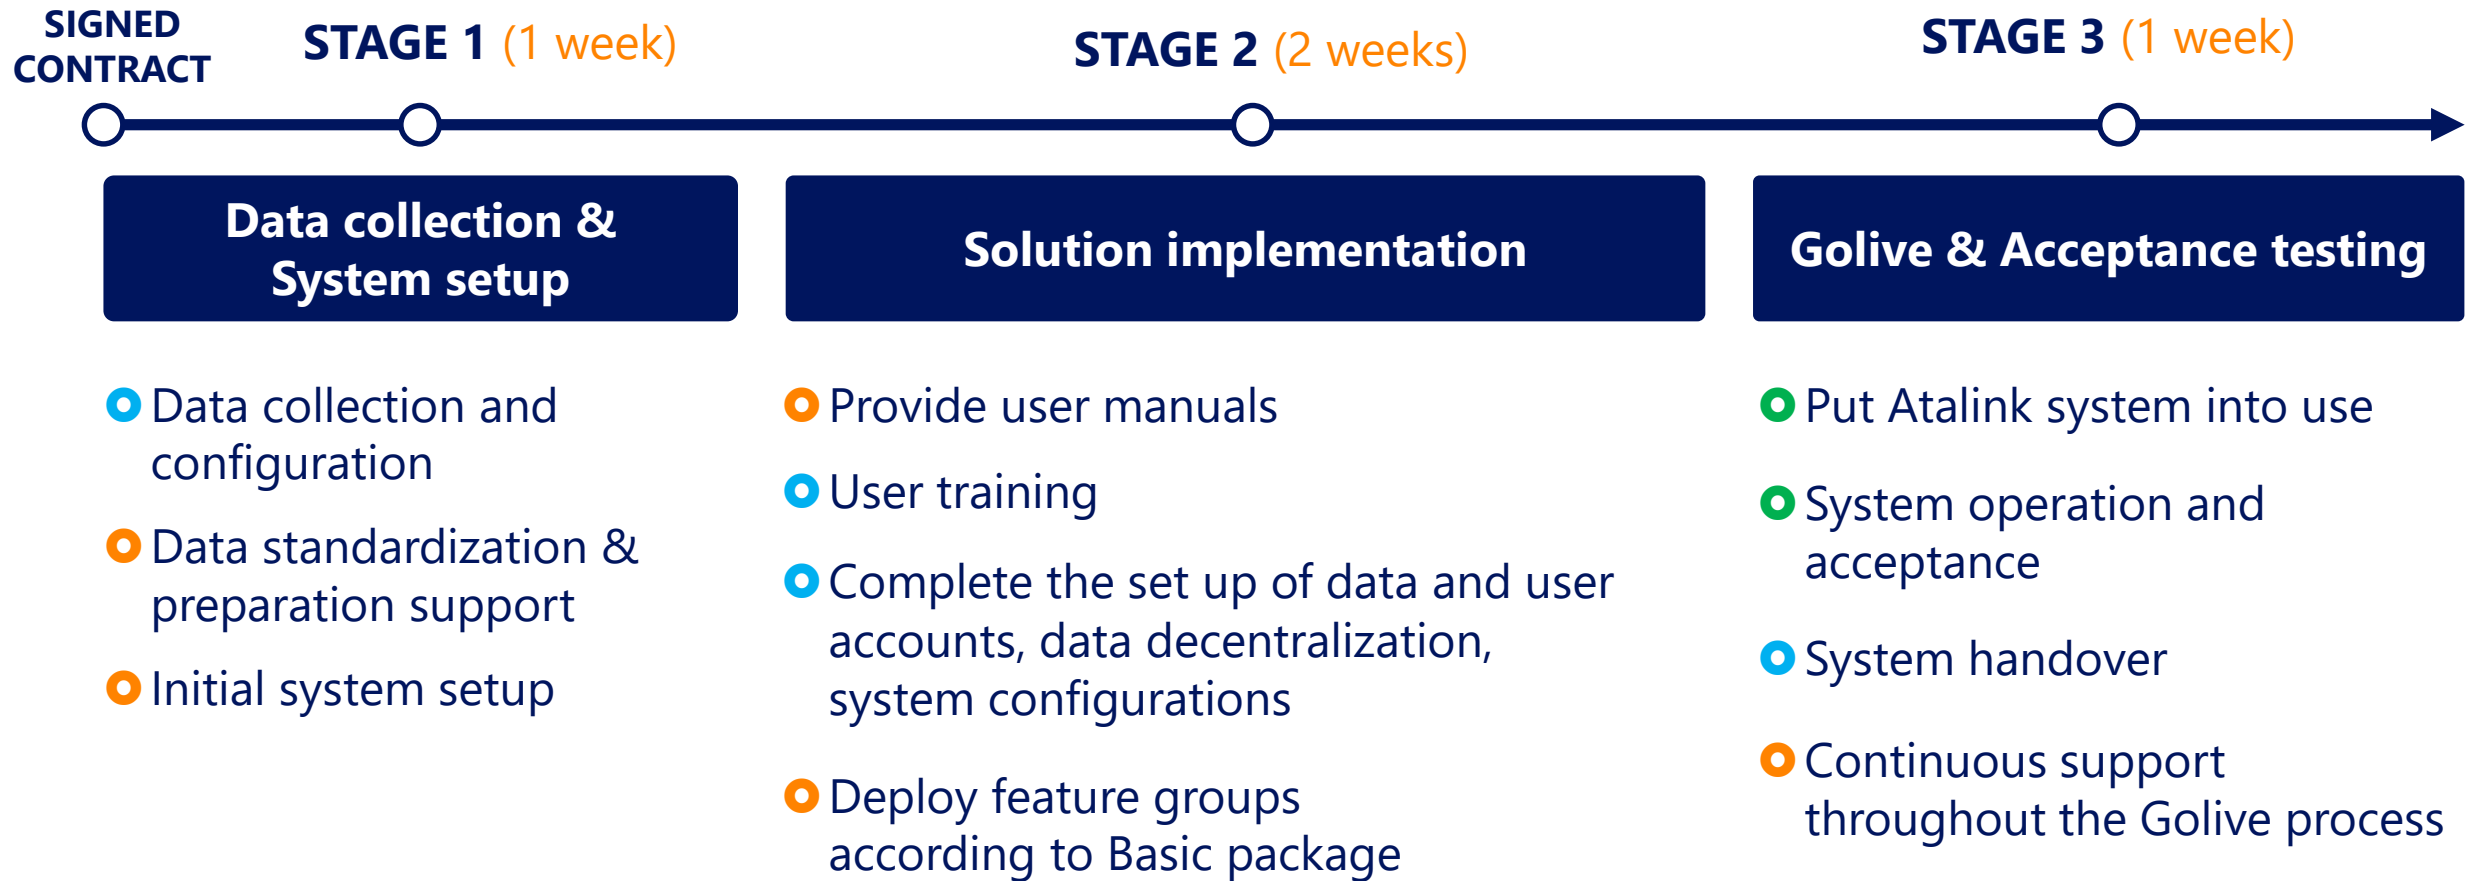 SIGNED
CONTRACT
STAGE 1 (1 week)
STAGE 2 (2 weeks)
STAGE 3 (1 week)
Data collection &
System setup
Solution implementation
Golive & Acceptance testing
Data collection and
configuration
Data standardization &
preparation support
Initial system setup
Provide user manuals
User training
Complete the set up of data and user
accounts, data decentralization,
system configurations
Deploy feature groups
according to Basic package
Put Atalink system into use
System operation and
acceptance
System handover
Continuous support
throughout the Golive process